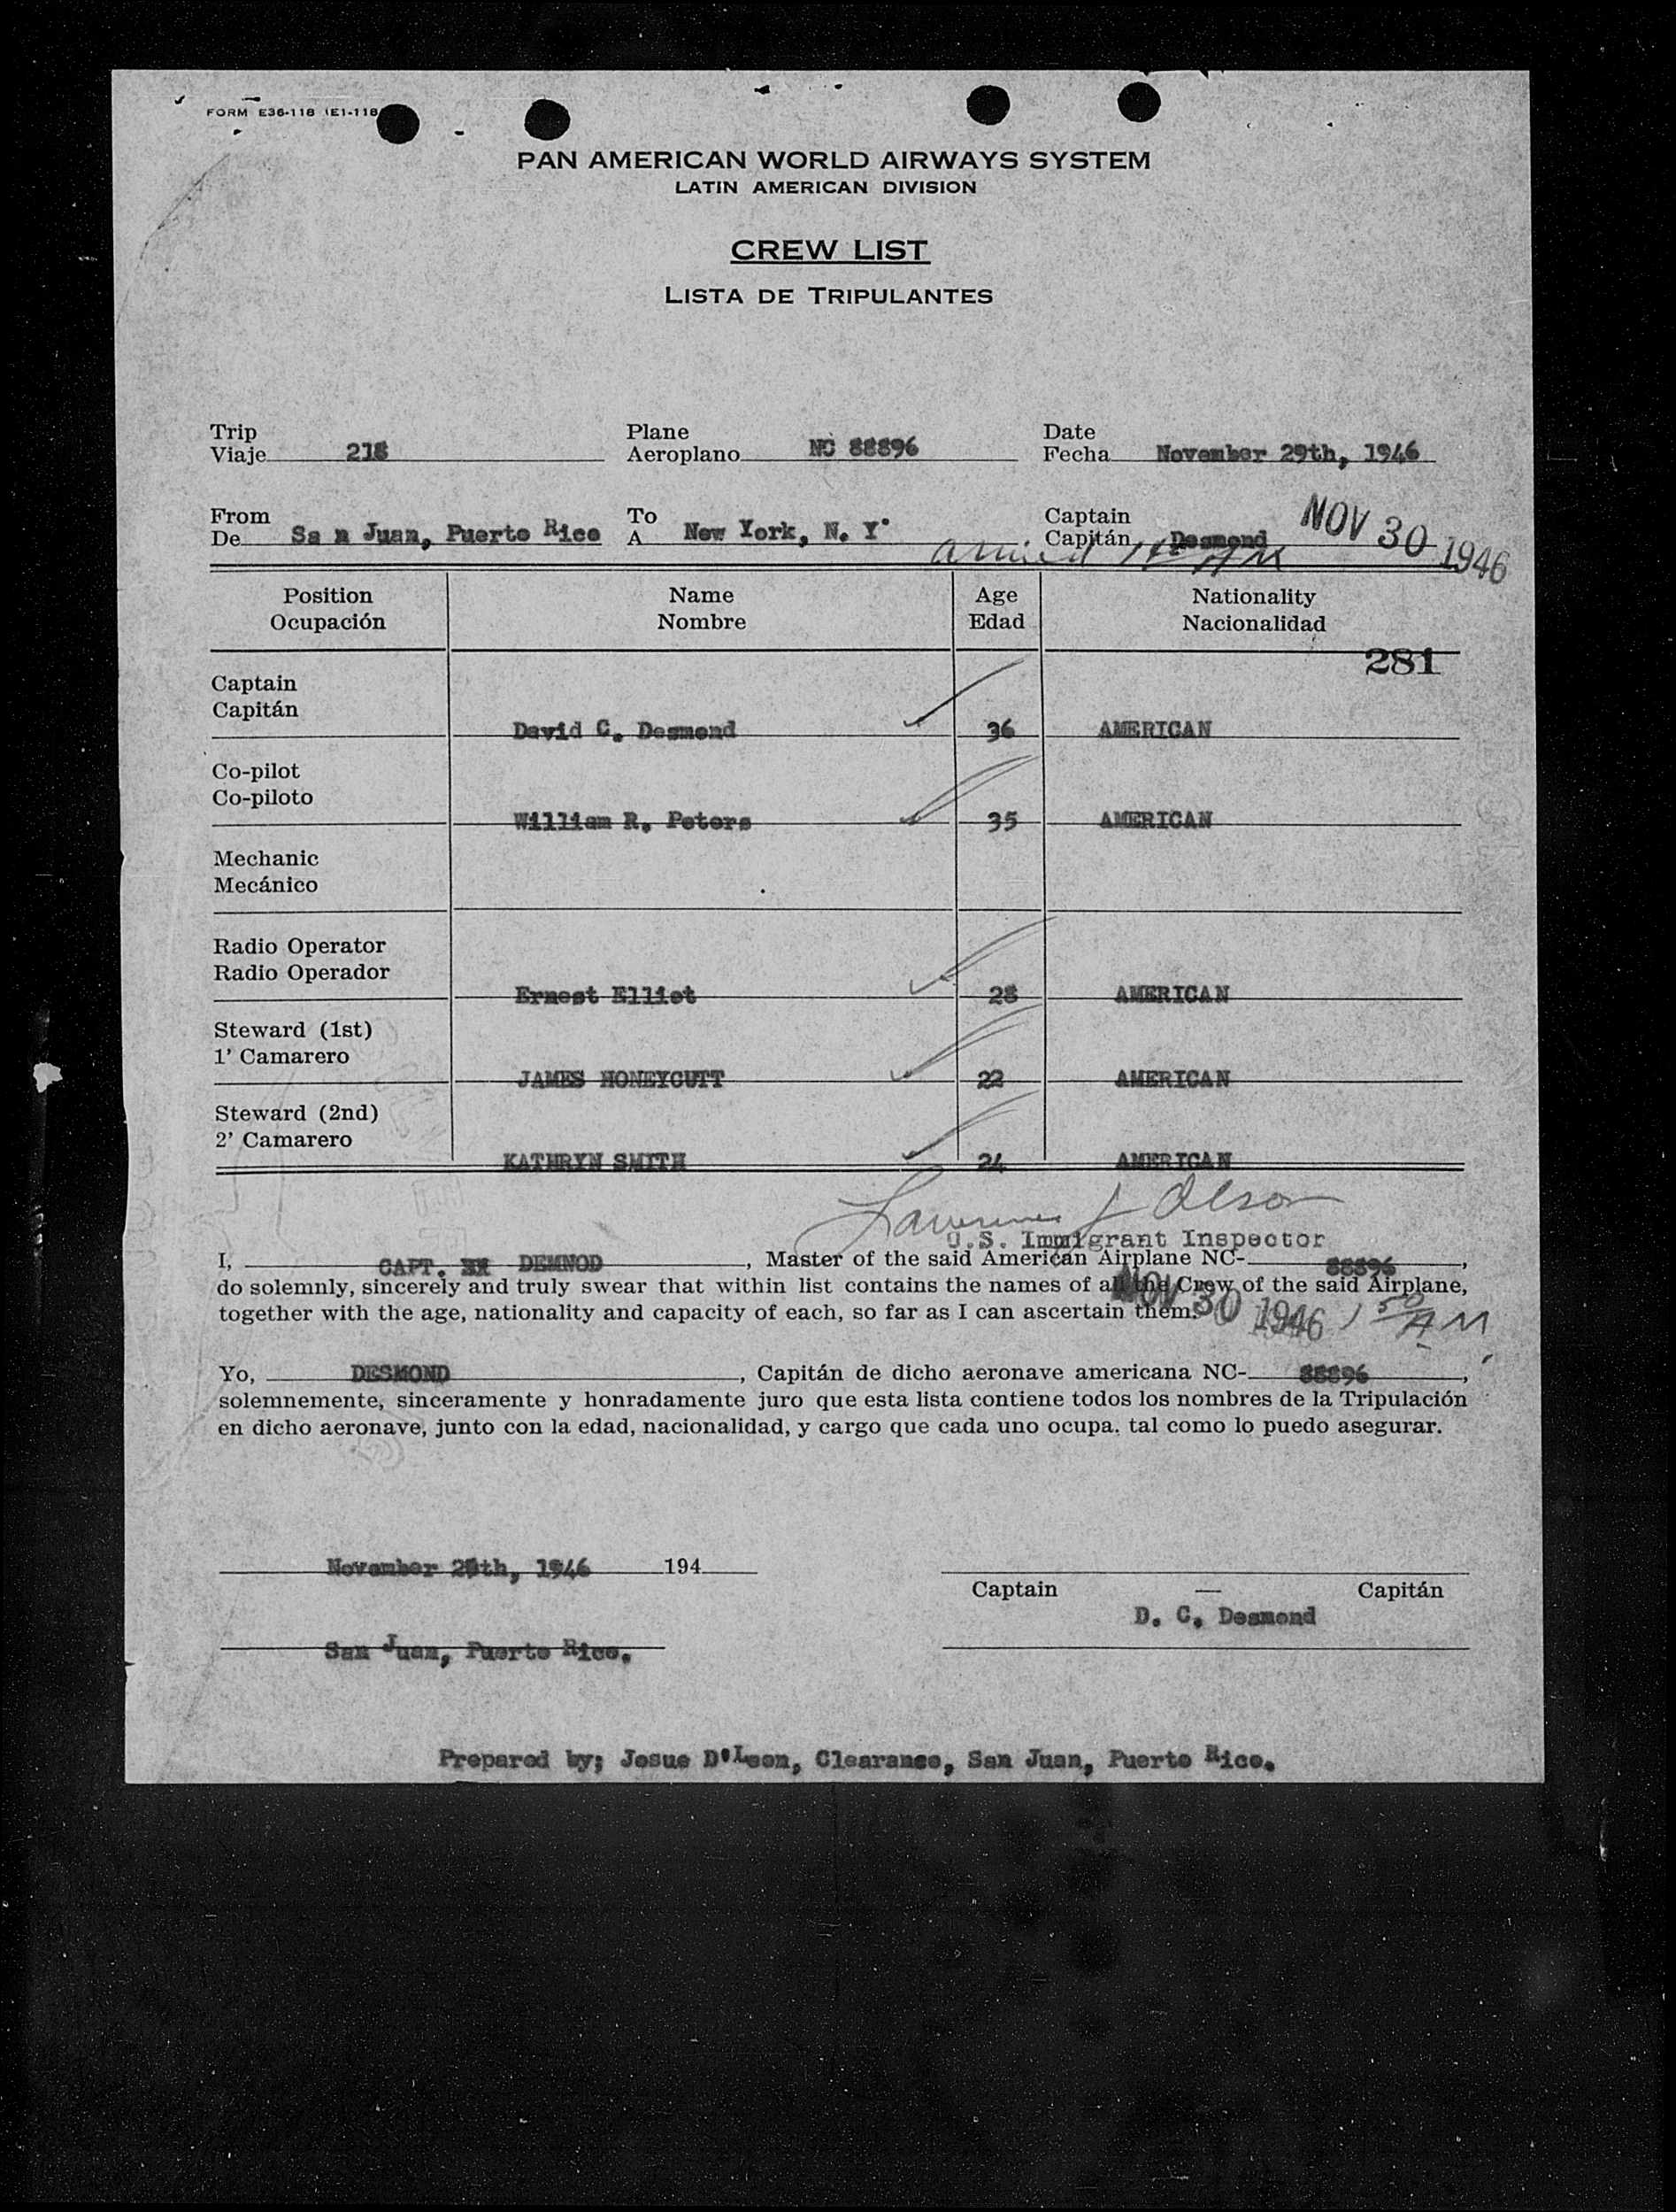 FORM E36-118 (E1-118
PAN AMERICAN WORLD AIRWAYS SYSTEM
LATIN AMERICAN DIVISION
CREW LIST
LISTA DE TRIPULANTES
Trip Plane Date
Viaje 218 Aeroplano NC 88896 Fecha November 29th, 1946
From To Captain NOV 30 1946
De Sa n Juan, Puerto Rico A New York, N. Y. Capitán Desmond
arrived AM
Position Name Age Nationality
Ocupación Nombre Edad Nacionalidad
281
Captain
Capitán David C. Desmond 36 AMERICAN
Co-pilot
Co-piloto William R. Peters 35 AMERICAN
Mechanic
Mecánico
Radio Operator
Radio Operador Ernest Elliot 28 AMERICAN
Steward (1st)
1' Camarero JAMES HONEYCUTT 22 AMERICAN
Steward (2nd)
2' Camarero KATHRYN SMITH 24 AMERICAN
Lawrence J Olson
U.S. Immigrant Inspector
I, CAPT. DEMNOD, Master of the said American Airplane NC- 88896,
do solemnly, sincerely and truly swear that within list contains the names of all the Crew of the said Airplane,
together with the age, nationality and capacity of each, so far as I can ascertain them.
NOV 30 1946 1 50 AM
Yo, DESMOND, Capitán de dicho aeronave americana NC- 88896,
solemnemente, sinceramente y honradamente juro que esta lista contiene todos los nombres de la Tripulación
en dicho aeronave, junto con la edad, nacionalidad, y cargo que cada uno ocupa. tal como lo puedo asegurar.
November 29th, 1946 194
Captain — Capitán
D. C. Desmond
San Juan, Puerto Rico.
Prepared by; Josue D'Leon, Clearance, San Juan, Puerto Rico.